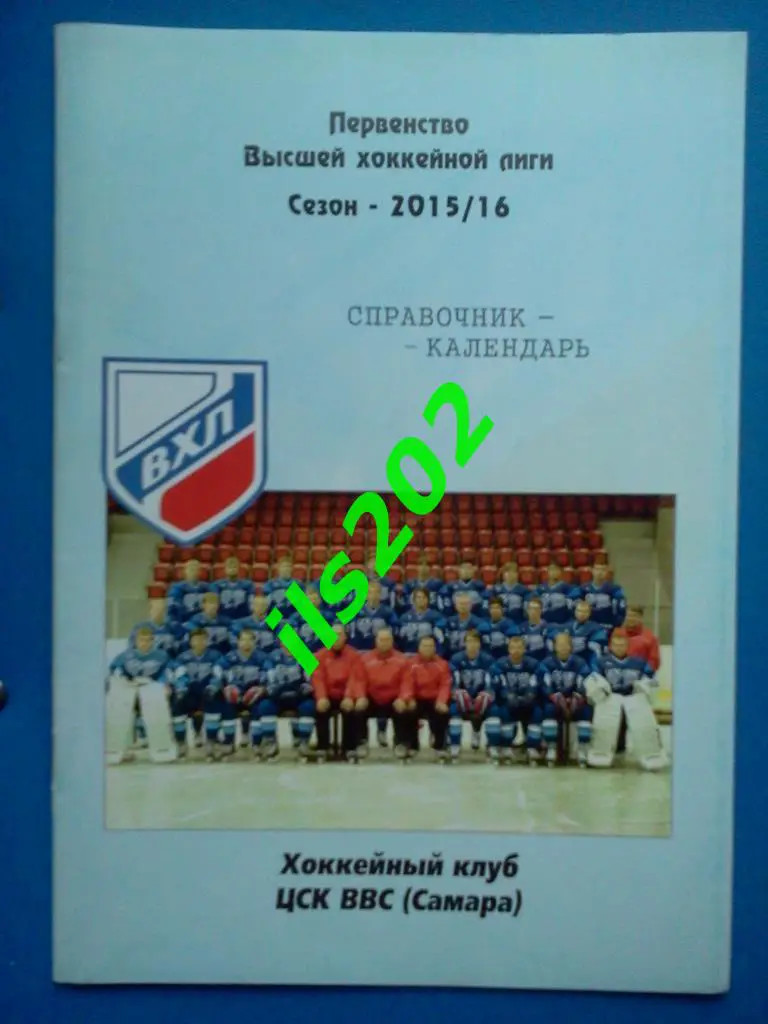 Первенство
Высшей хоккейной лиги
Сезон - 2015/16
СПРАВОЧНИК -
- КАЛЕНДАРЬ
ВХЛ
ils202
Хоккейный клуб
ЦСК ВВС (Самара)